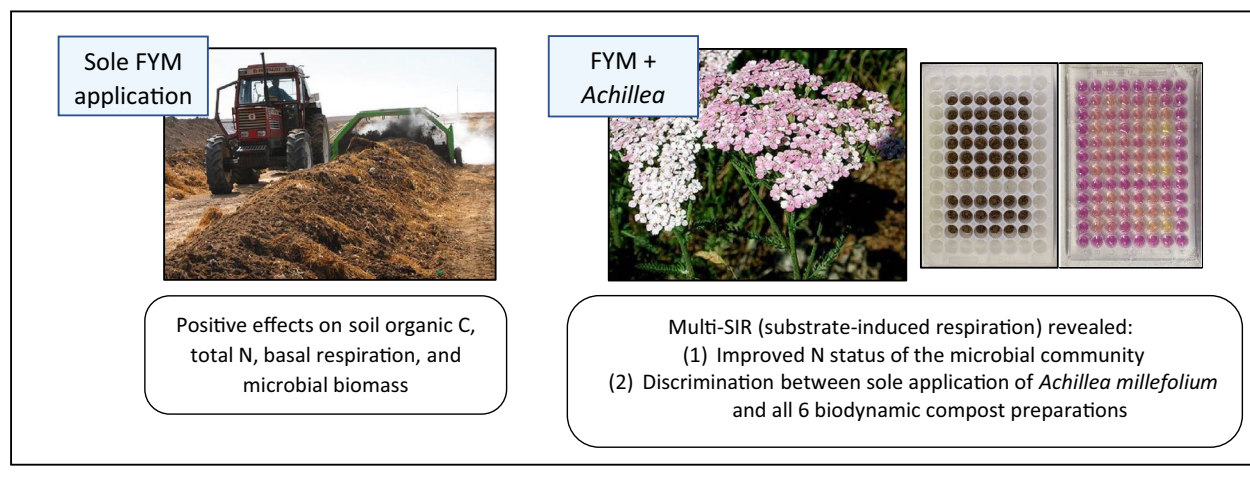 Sole FYM
application
FYM +
Achillea
Positive effects on soil organic C,
total N, basal respiration, and
microbial biomass
Multi-SIR (substrate-induced respiration) revealed:
(1) Improved N status of the microbial community
(2) Discrimination between sole application of Achillea millefolium
and all 6 biodynamic compost preparations